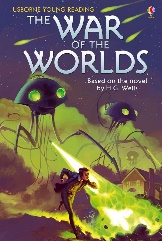 USBORNE YOUNG READING
THE WAR
OF THE
WORLDS
Based on the novel
by H.G. Wells